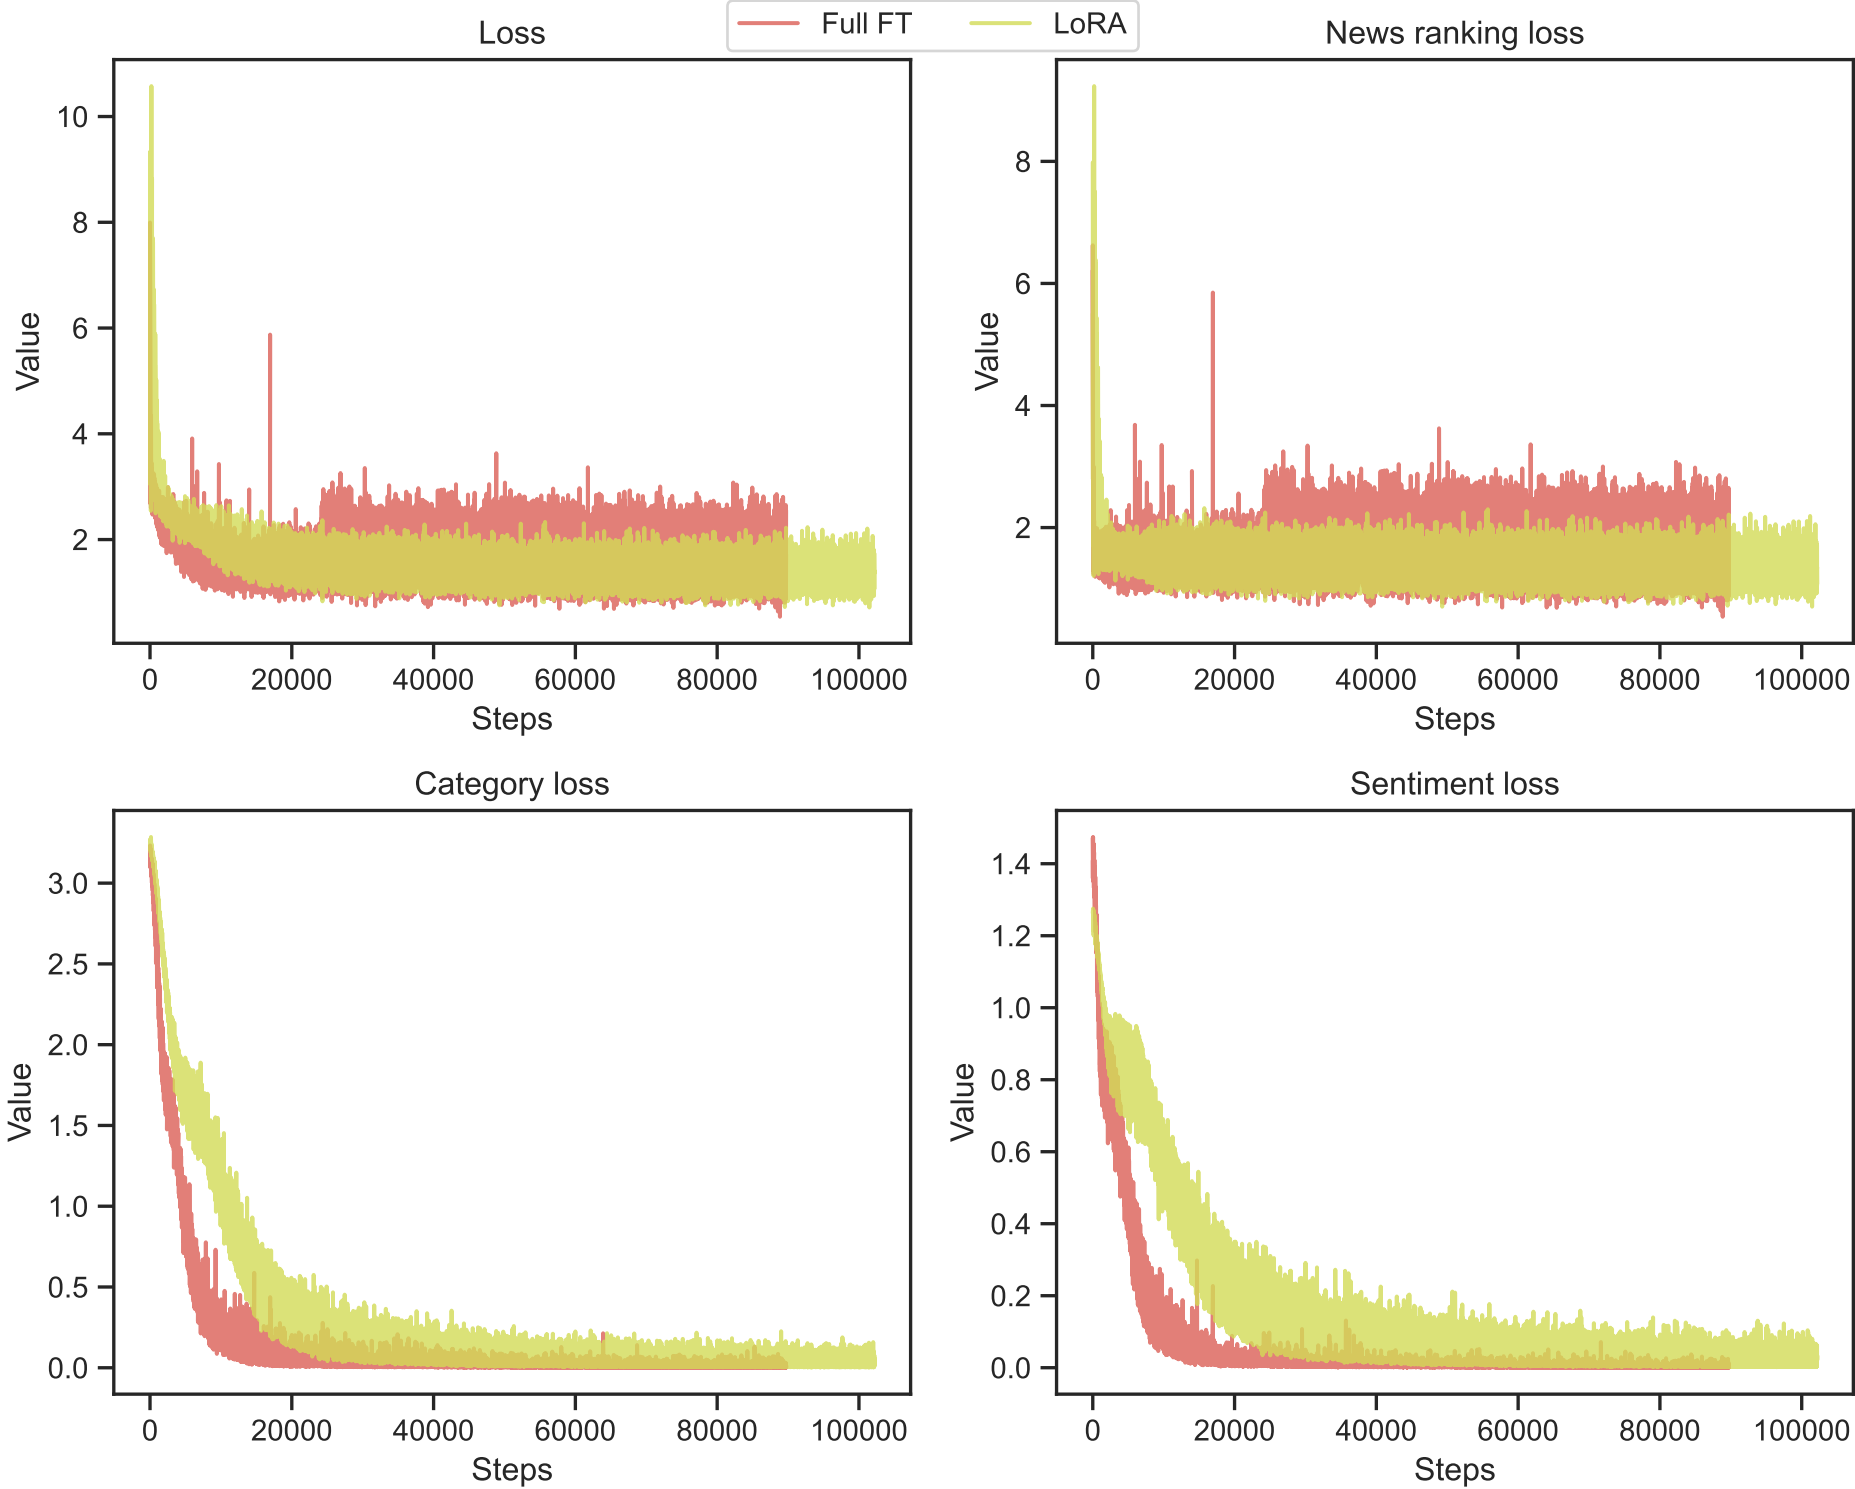 Full FT LoRA
Loss
10
8
6
4
2
Value
0 20000 40000 60000 80000 100000
Steps
News ranking loss
8
6
4
2
Value
0 20000 40000 60000 80000 100000
Steps
Category loss
3.0
2.5
2.0
1.5
1.0
0.5
0.0
Value
0 20000 40000 60000 80000 100000
Steps
Sentiment loss
1.4
1.2
1.0
0.8
0.6
0.4
0.2
0.0
Value
0 20000 40000 60000 80000 100000
Steps